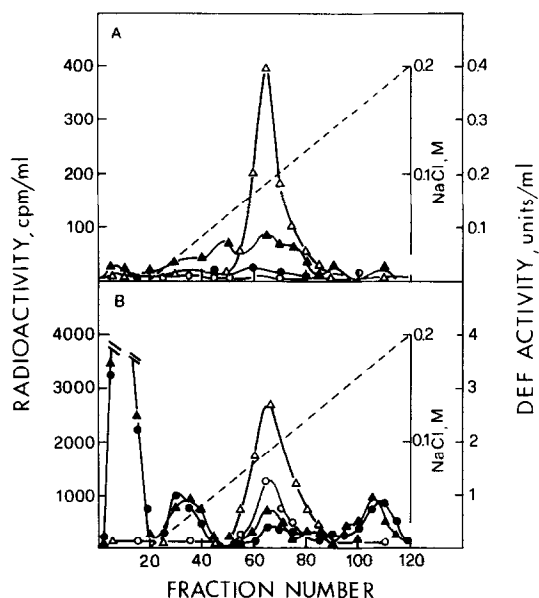 A
400
300
200
100
RADIOACTIVITY, cpm/ml
0.2
0.1
NaCl, M
0.4
0.3
0.2
0.1
DEF ACTIVITY, units/ml
B
4000
3000
2000
1000
0.2
0.1
NaCl, M
4
3
2
1
20 40 60 80 100 120
FRACTION NUMBER